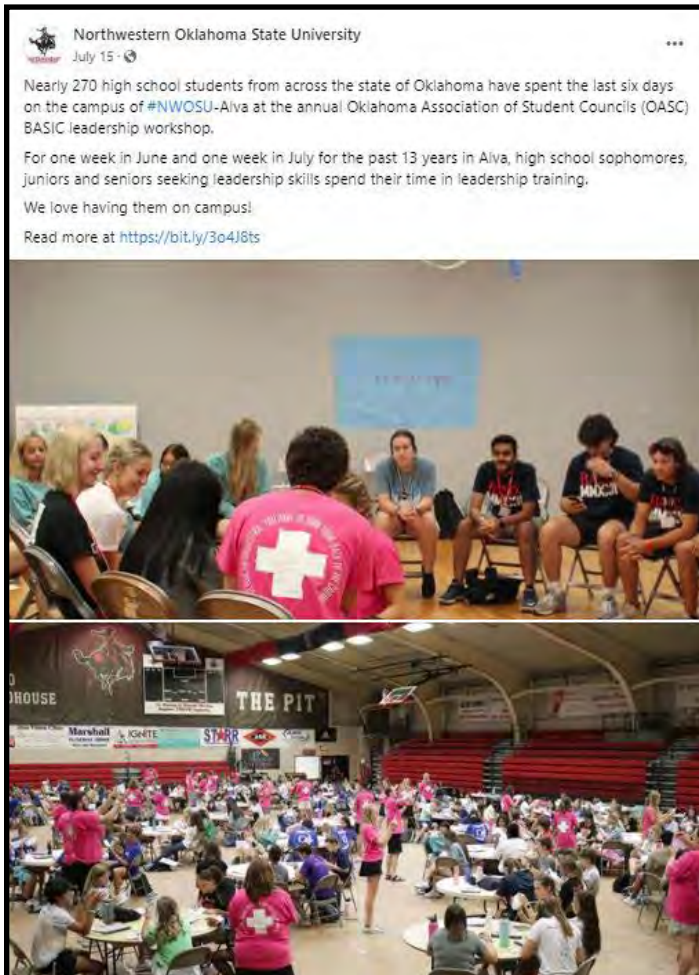 Northwestern Oklahoma State University
July 15 ·
Nearly 270 high school students from across the state of Oklahoma have spent the last six days
on the campus of #NWOSU-Alva at the annual Oklahoma Association of Student Councils (OASC)
BASIC leadership workshop.
For one week in June and one week in July for the past 13 years in Alva, high school sophomores,
juniors and seniors seeking leadership skills spend their time in leadership training.
We love having them on campus!
Read more at https://bit.ly/3o4J8ts
DHOUSE
THE PIT
Marshall
IGNITE
STARR